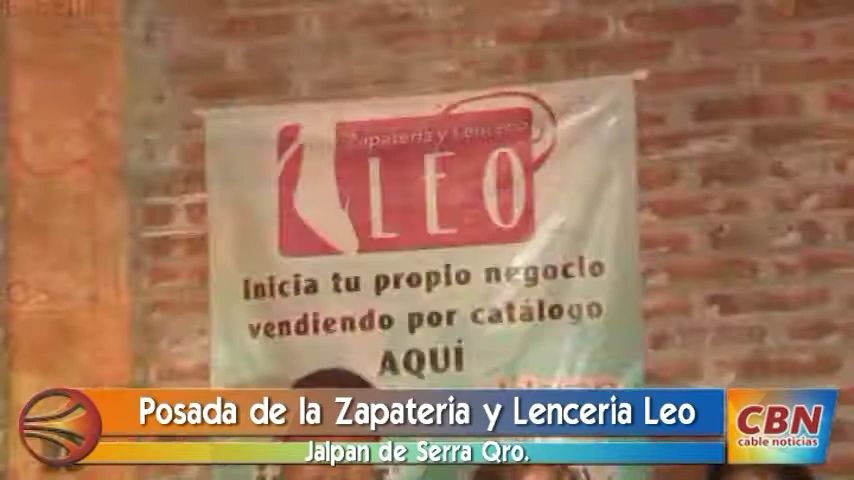 Zapateria y Lenceria
LEO
Inicia tu propio negocio
vendiendo por catálogo
AQUÍ
Posada de la Zapateria y Lenceria Leo
Jalpan de Serra Qro.
CBN
cable noticias